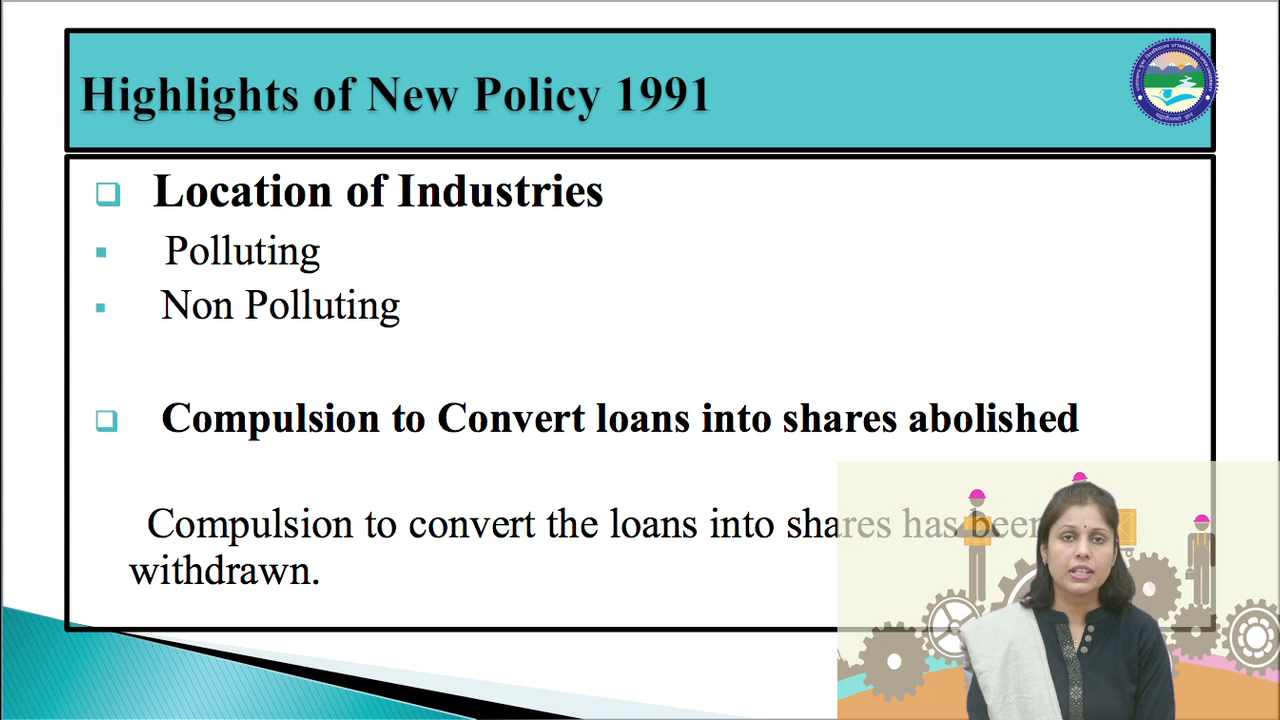 Highlights of New Policy 1991
Location of Industries
Polluting
Non Polluting
Compulsion to Convert loans into shares abolished
Compulsion to convert the loans into shares has been
withdrawn.